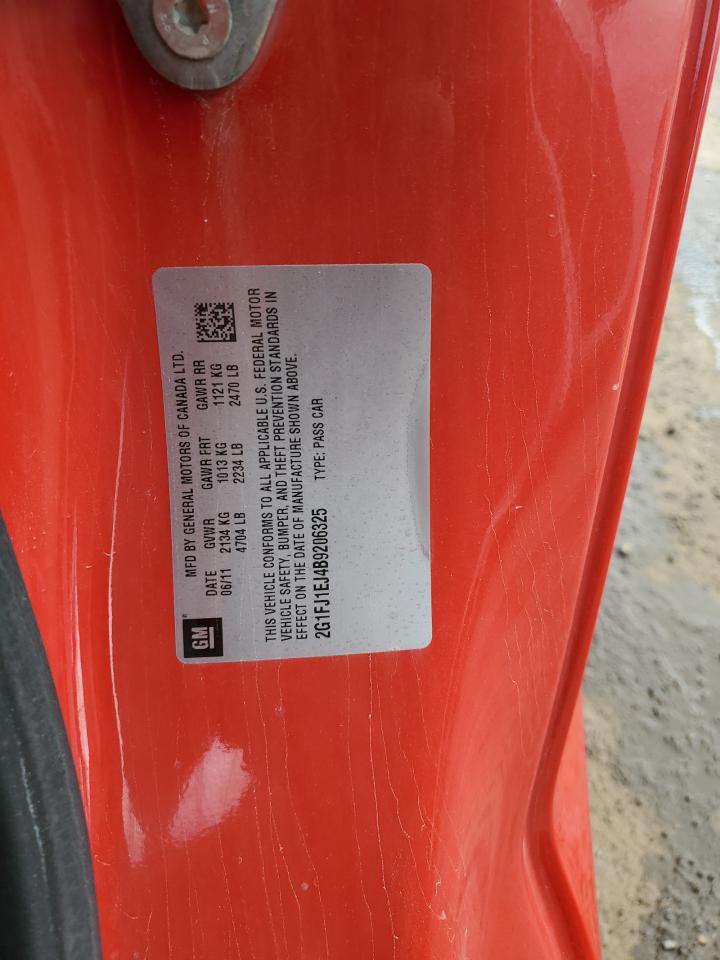 GM
MFD BY GENERAL MOTORS OF CANADA LTD.
DATE GVWR GAWR FRT GAWR RR
06/11 2134 KG 1013 KG 1121 KG
4704 LB 2234 LB 2470 LB
THIS VEHICLE CONFORMS TO ALL APPLICABLE U.S. FEDERAL MOTOR
VEHICLE SAFETY, BUMPER, AND THEFT PREVENTION STANDARDS IN
EFFECT ON THE DATE OF MANUFACTURE SHOWN ABOVE.
2G1FJ1EJ4B9206325 TYPE: PASS CAR